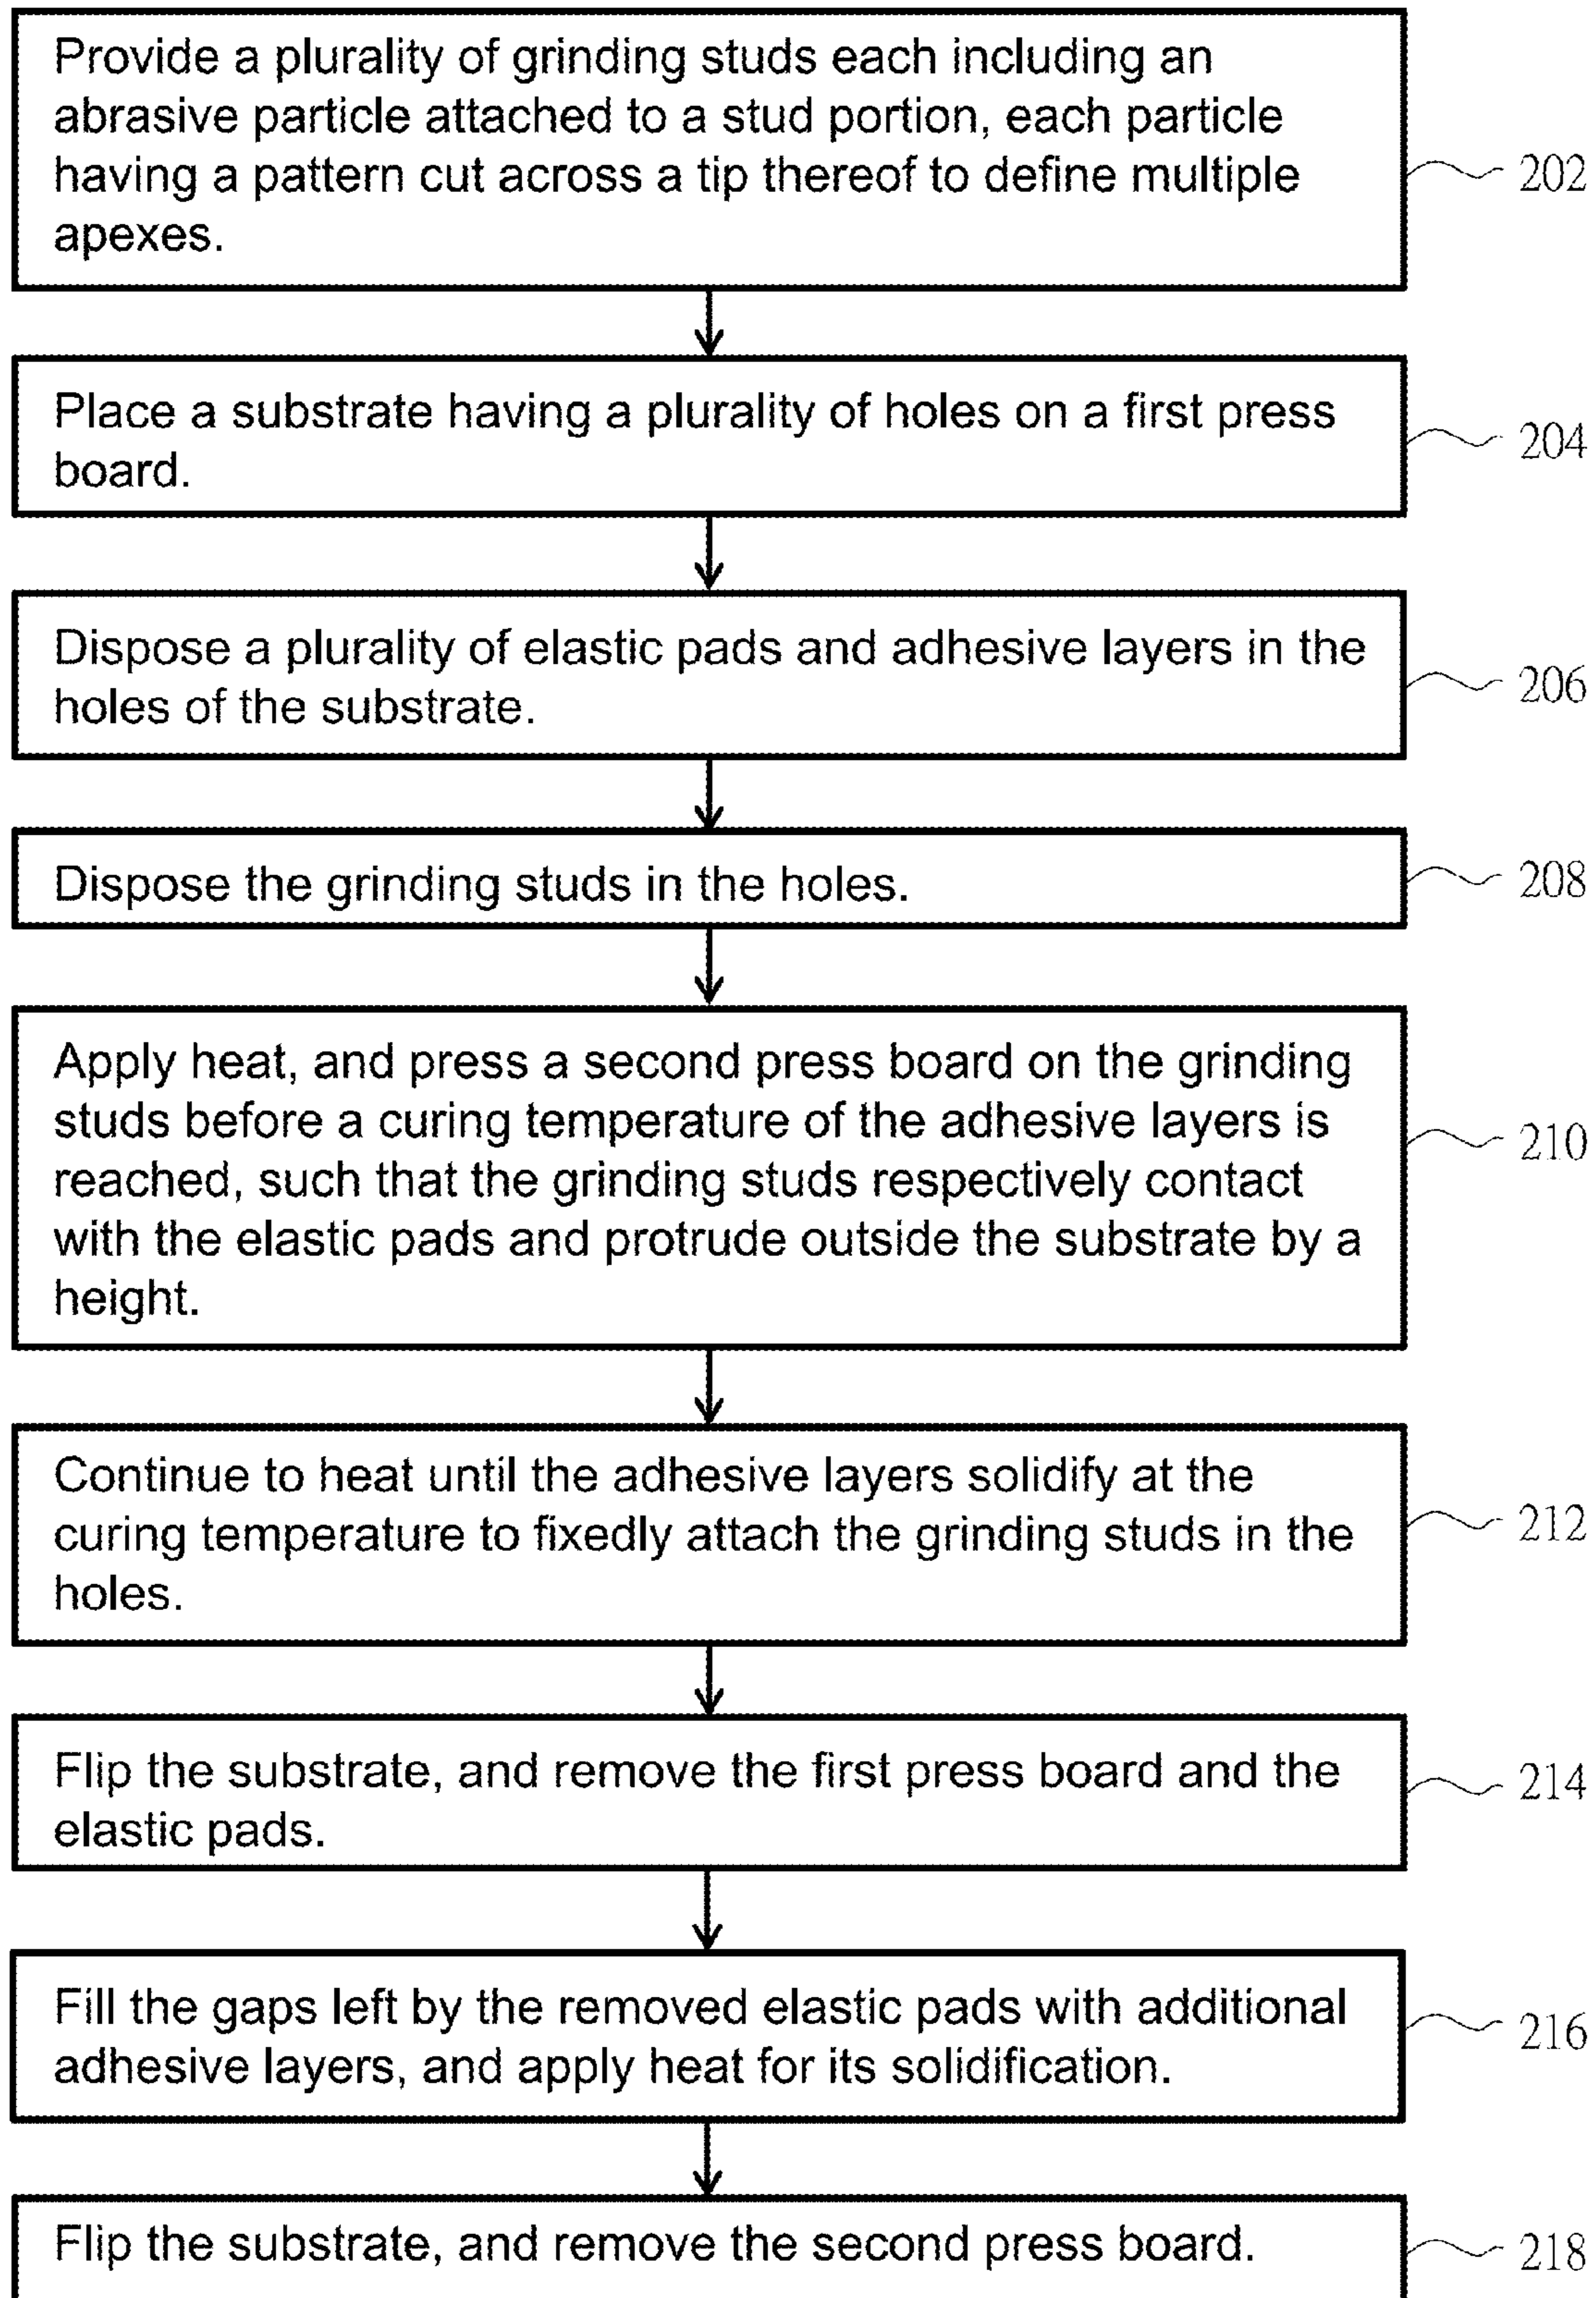 Provide a plurality of grinding studs each including an
abrasive particle attached to a stud portion, each particle
having a pattern cut across a tip thereof to define multiple
apexes.
202
Place a substrate having a plurality of holes on a first press
board.
204
Dispose a plurality of elastic pads and adhesive layers in the
holes of the substrate.
206
Dispose the grinding studs in the holes.
208
Apply heat, and press a second press board on the grinding
studs before a curing temperature of the adhesive layers is
reached, such that the grinding studs respectively contact
with the elastic pads and protrude outside the substrate by a
height.
210
Continue to heat until the adhesive layers solidify at the
curing temperature to fixedly attach the grinding studs in the
holes.
212
Flip the substrate, and remove the first press board and the
elastic pads.
214
Fill the gaps left by the removed elastic pads with additional
adhesive layers, and apply heat for its solidification.
216
Flip the substrate, and remove the second press board.
218